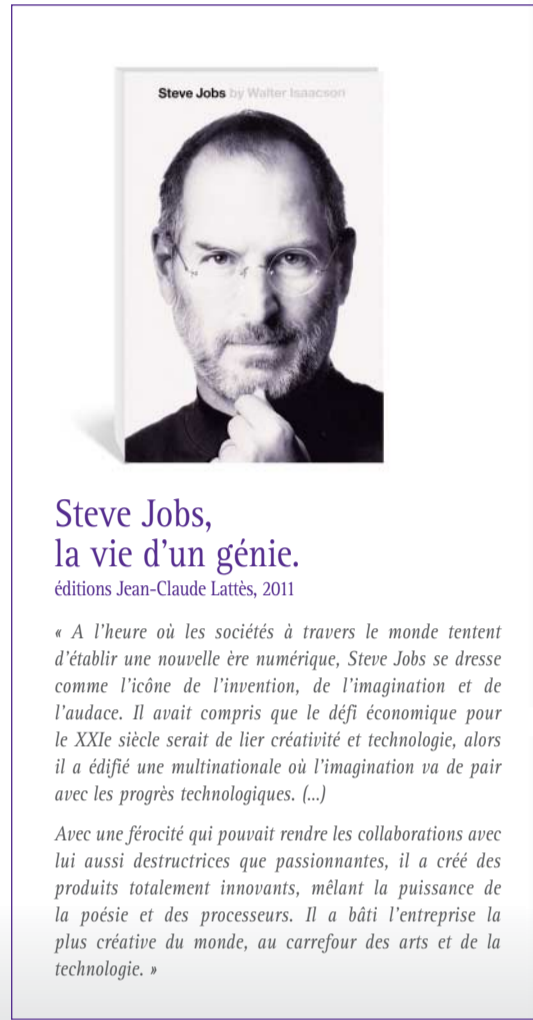 Steve Jobs by Walter Isaacson
Steve Jobs,
la vie d'un génie.
éditions Jean-Claude Lattès, 2011
« A l'heure où les sociétés à travers le monde tentent
d'établir une nouvelle ère numérique, Steve Jobs se dresse
comme l'icône de l'invention, de l'imagination et de
l'audace. Il avait compris que le défi économique pour
le XXIe siècle serait de lier créativité et technologie, alors
il a édifié une multinationale où l'imagination va de pair
avec les progrès technologiques. (...)
Avec une férocité qui pouvait rendre les collaborations avec
lui aussi destructrices que passionnantes, il a créé des
produits totalement innovants, mêlant la puissance de
la poésie et des processeurs. Il a bâti l'entreprise la
plus créative du monde, au carrefour des arts et de la
technologie. »